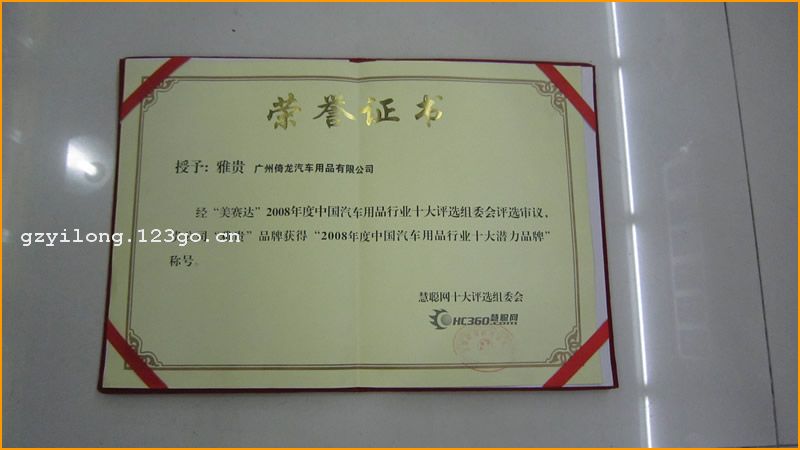 荣誉证书
授予：雅贵 广州倚龙汽车用品有限公司
经“美赛达”2008年度中国汽车用品行业十大评选组委会评选审议，
“雅贵”品牌获得“2008年度中国汽车用品行业十大潜力品牌”
称号。
gzyilong.123go.cn
慧聪网十大评选组委会
HC360慧聪网
.com